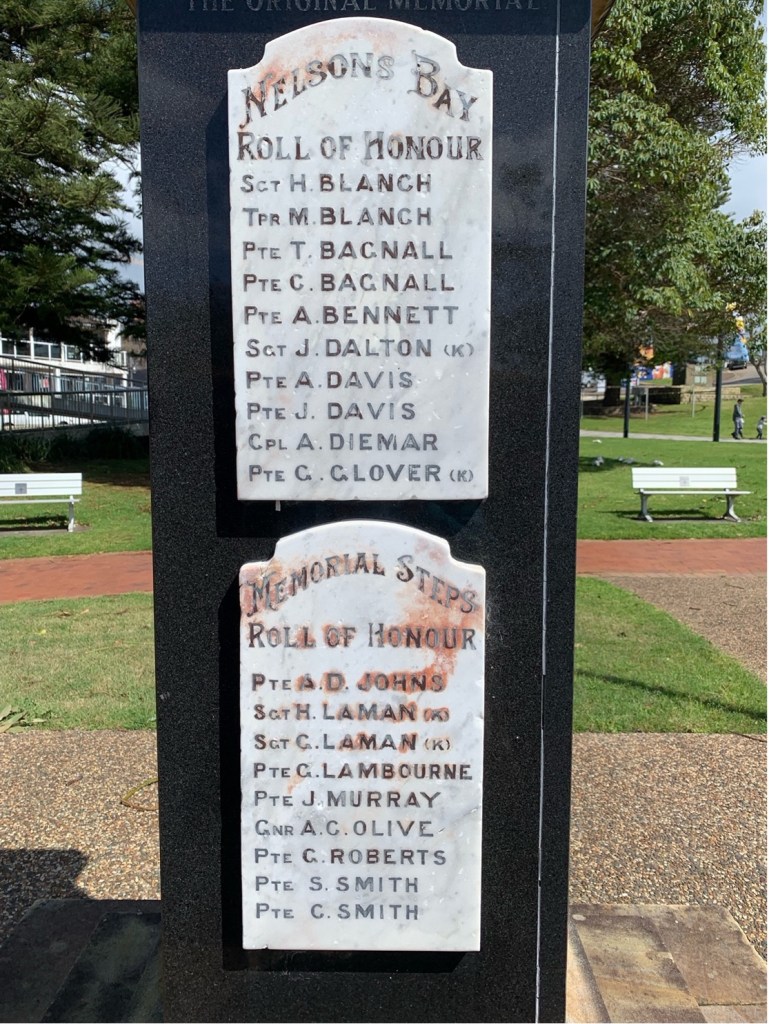 THE ORIGINAL MEMORIAL
NELSONS BAY
ROLL OF HONOUR
SGT H. BLANCH
TPR M. BLANCH
PTE T. BAGNALL
PTE C. BAGNALL
PTE A. BENNETT
SGT J. DALTON (K)
PTE A. DAVIS
PTE J. DAVIS
CPL A. DIEMAR
PTE G. GLOVER (K)
MEMORIAL STEPS
ROLL OF HONOUR
PTE A.D. JOHNS
SGT H. LAMAN (K)
SGT G. LAMAN (K)
PTE G. LAMBOURNE
PTE J. MURRAY
GNR A.C. OLIVE
PTE G. ROBERTS
PTE S. SMITH
PTE C. SMITH